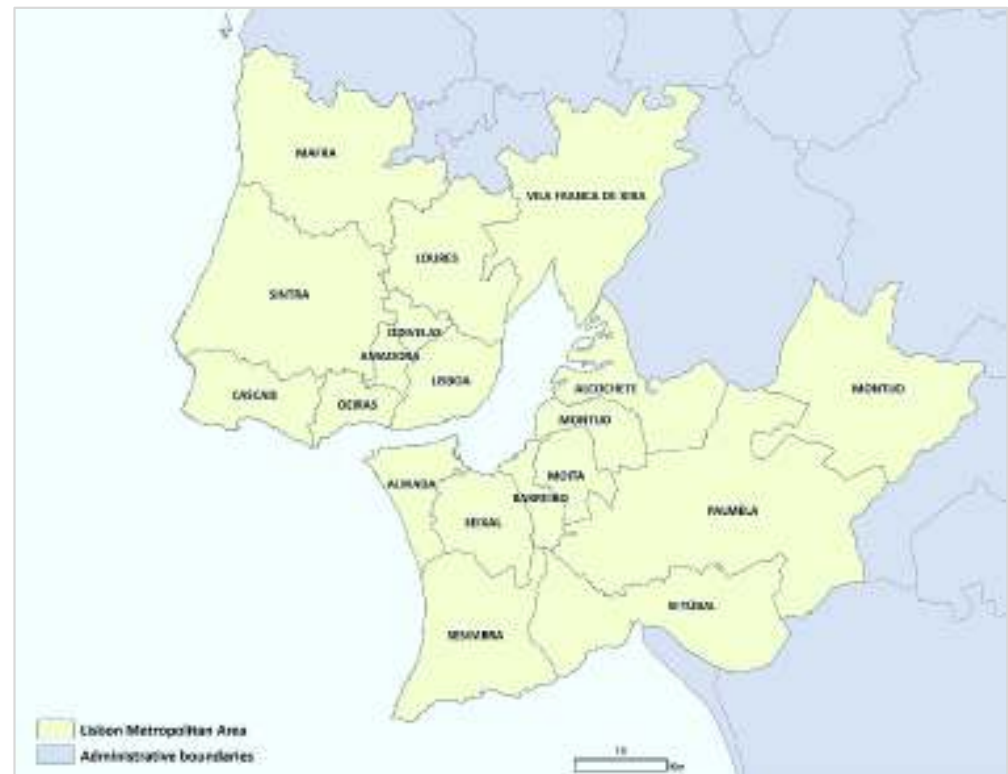 MAFRA
VILA FRANCA DE XIRA
LOURES
SINTRA
ODIVELAS
AMADORA
LISBOA
CASCAIS
OEIRAS
ALCOCHETE
MONTIJO
MONTIJO
ALMADA
MOITA
BARREIRO
SEIXAL
PALMELA
SETÚBAL
SESIMBRA
Lisbon Metropolitan Area
Administrative boundaries
10
Km